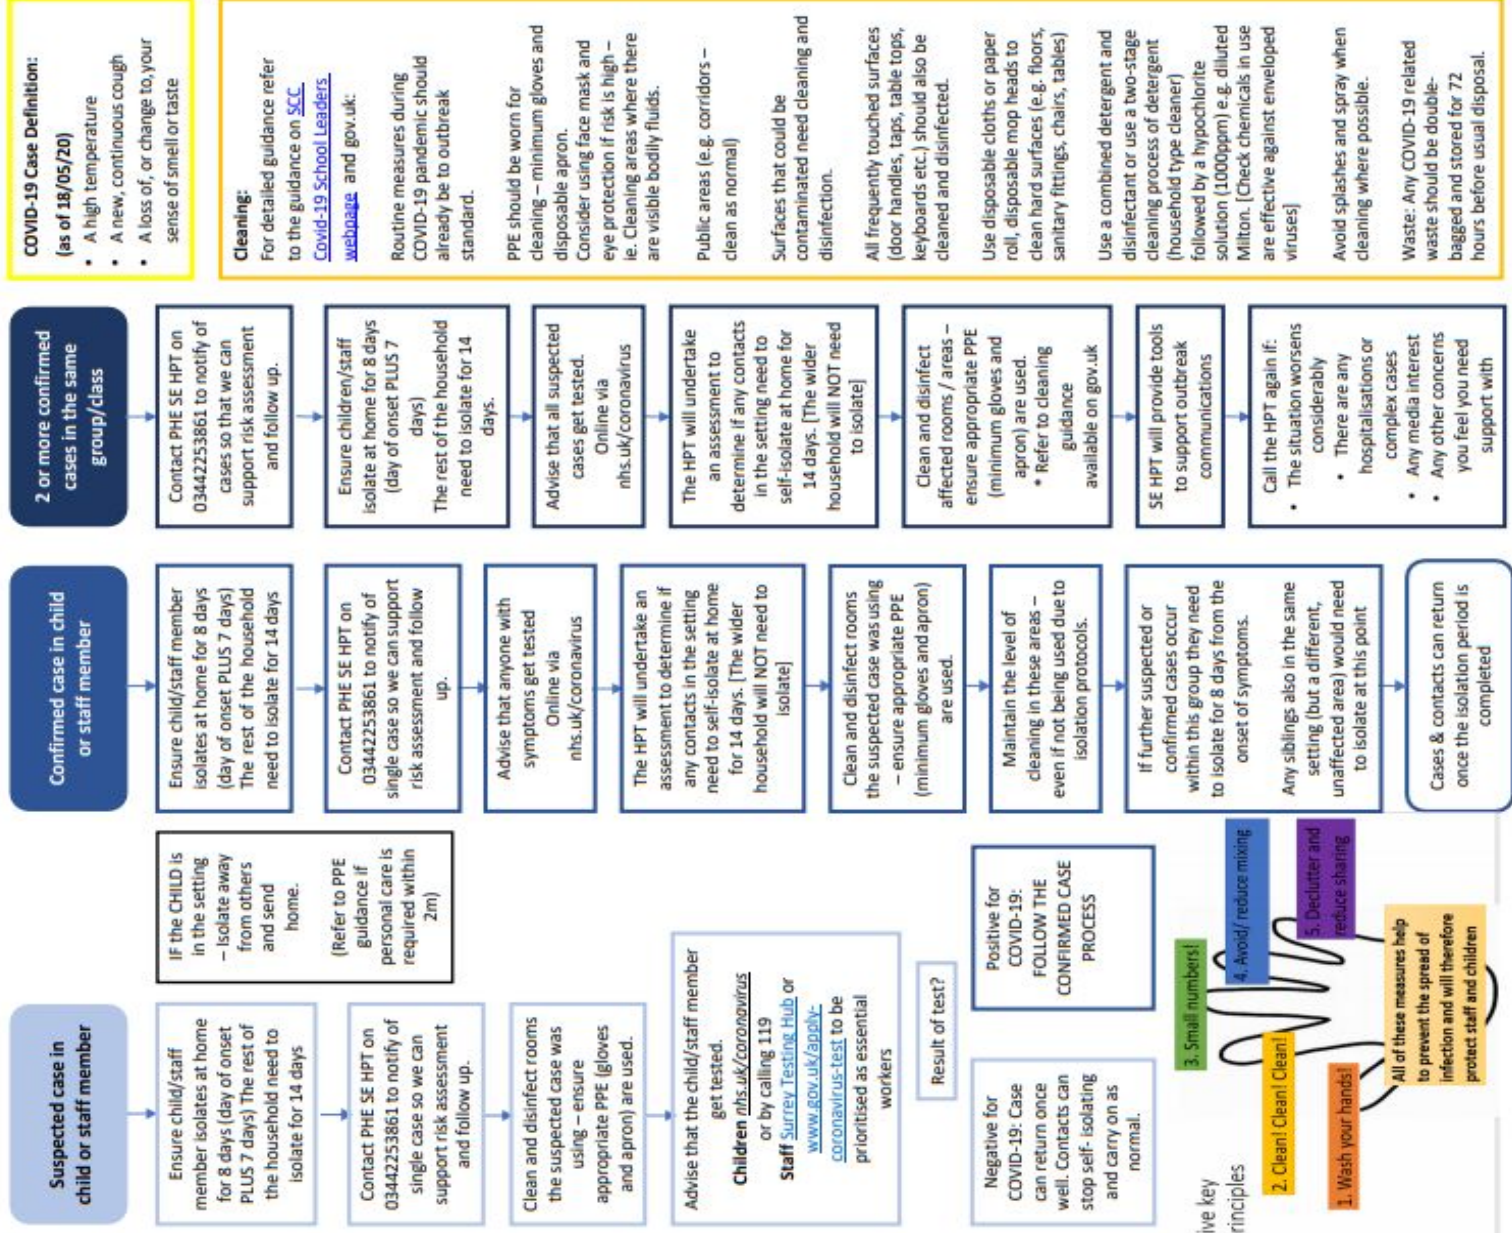 Suspected case in
child or staff member
Ensure child/staff
member isolates at home
for 8 days (day of onset
PLUS 7 days) The rest of
the household need to
isolate for 14 days
Contact PHE SE HPT on
03442253861 to notify of
single case so we can
support risk assessment
and follow up.
Clean and disinfect rooms
the suspected case was
using – ensure
appropriate PPE (gloves
and apron) are used.
Advise that the child/staff member
get tested.
Children nhs.uk/coronavirus
or by calling 119
Staff Surrey Testing Hub or
www.gov.uk/apply-
coronavirus-test to be
prioritised as essential
workers
Result of test?
Negative for
COVID-19: Case
can return once
well. Contacts can
stop self- isolating
and carry on as
normal.
Positive for
COVID-19:
FOLLOW THE
CONFIRMED CASE
PROCESS
IF the CHILD is
in the setting
– Isolate away
from others
and send
home.
(Refer to PPE
guidance if
personal care is
required within
2m)
ive key
rinciples
1. Wash your hands!
2. Clean! Clean! Clean!
3. Small numbers!
4. Avoid/ reduce mixing
5. Declutter and
reduce sharing
All of these measures help
to prevent the spread of
infection and will therefore
protect staff and children
Confirmed case in child
or staff member
Ensure child/staff member
isolates at home for 8 days
(day of onset PLUS 7 days)
The rest of the household
need to isolate for 14 days
Contact PHE SE HPT on
03442253861 to notify of
single case so we can support
risk assessment and follow
up.
Advise that anyone with
symptoms get tested
Online via
nhs.uk/coronavirus
The HPT will undertake an
assessment to determine if
any contacts in the setting
need to self-isolate at home
for 14 days. [The wider
household will NOT need to
isolate]
Clean and disinfect rooms
the suspected case was using
– ensure appropriate PPE
(minimum gloves and apron)
are used.
Maintain the level of
cleaning in these areas –
even if not being used due to
isolation protocols.
If further suspected or
confirmed cases occur
within this group they need
to isolate for 8 days from the
onset of symptoms.
Any siblings also in the same
setting (but a different,
unaffected area) would need
to isolate at this point
Cases & contacts can return
once the isolation period is
completed
2 or more confirmed
cases in the same
group/class
Contact PHE SE HPT on
03442253861 to notify of
cases so that we can
support risk assessment
and follow up.
Ensure children/staff
isolate at home for 8 days
(day of onset PLUS 7
days)
The rest of the household
need to isolate for 14
days.
Advise that all suspected
cases get tested.
Online via
nhs.uk/coronavirus
The HPT will undertake
an assessment to
determine if any contacts
in the setting need to
self-isolate at home for
14 days. [The wider
household will NOT need
to isolate]
Clean and disinfect
affected rooms / areas –
ensure appropriate PPE
(minimum gloves and
apron) are used.
* Refer to cleaning
guidance
available on gov.uk
SE HPT will provide tools
to support outbreak
communications
Call the HPT again if:
• The situation worsens
considerably
• There are any
hospitalisations or
complex cases
• Any media interest
• Any other concerns
you feel you need
support with
COVID-19 Case Definition:
(as of 18/05/20)
• A high temperature
• A new, continuous cough
• A loss of, or change to, your
sense of smell or taste
Cleaning:
For detailed guidance refer
to the guidance on SCC
Covid-19 School Leaders
webpage and gov.uk:
Routine measures during
COVID-19 pandemic should
already be to outbreak
standard.
PPE should be worn for
cleaning – minimum gloves and
disposable apron.
Consider using face mask and
eye protection if risk is high –
ie. Cleaning areas where there
are visible bodily fluids.
Public areas (e.g. corridors –
clean as normal)
Surfaces that could be
contaminated need cleaning and
disinfection.
All frequently touched surfaces
(door handles, taps, table tops,
keyboards etc.) should also be
cleaned and disinfected.
Use disposable cloths or paper
roll, disposable mop heads to
clean hard surfaces (e.g. floors,
sanitary fittings, chairs, tables)
Use a combined detergent and
disinfectant or use a two-stage
cleaning process of detergent
(household type cleaner)
followed by a hypochlorite
solution (1000ppm) e.g. diluted
Milton. [Check chemicals in use
are effective against enveloped
viruses]
Avoid splashes and spray when
cleaning where possible.
Waste: Any COVID-19 related
waste should be double-
bagged and stored for 72
hours before usual disposal.